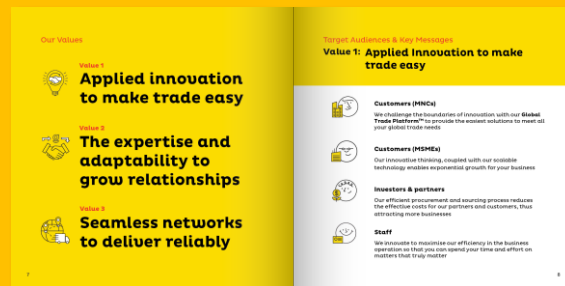 Our Values
Value 1
Applied innovation
to make trade easy
Value 2
The expertise and
adaptability to
grow relationships
Value 3
Seamless networks
to deliver reliably
7
Target Audiences & Key Messages
Value 1: Applied Innovation to make
trade easy
Customers (MNCs)
We challenge the boundaries of innovation with our Global
Trade Platform™ to provide the easiest solutions to meet all
your global trade needs
Customers (MSMEs)
Our innovative thinking, coupled with our scalable
technology enables exponential growth for your business
Investors & partners
Our efficient procurement and sourcing process reduces
the effective costs for our partners and customers, thus
attracting more businesses
Staff
We innovate to maximise our efficiency in the business
operation so that you can spend your time and effort on
matters that truly matter
8